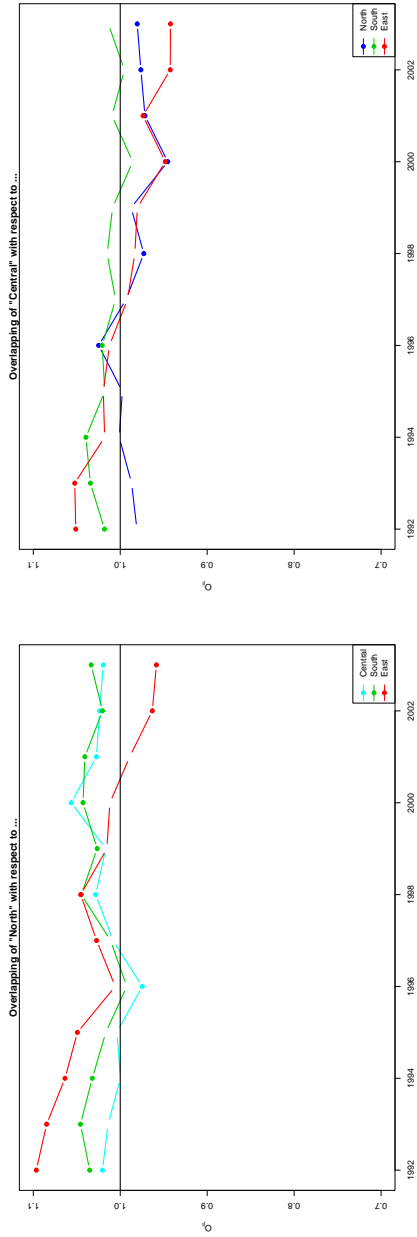 Overlapping of "North" with respect to ...
1.1
1.0
0.9
0.8
0.7
O_ji
1992
1994
1996
1998
2000
2002
Central
South
East
Overlapping of "Central" with respect to ...
1.1
1.0
0.9
0.8
0.7
O_ji
1992
1994
1996
1998
2000
2002
North
South
East